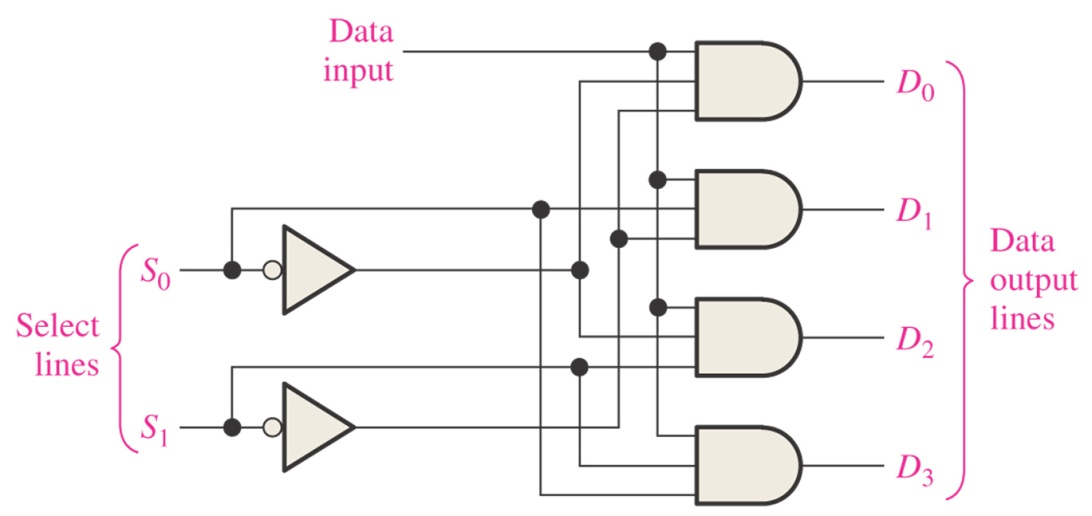 Data
input
D₀
D₁
S₀
Data
output
lines
Select
lines
D₂
S₁
D₃